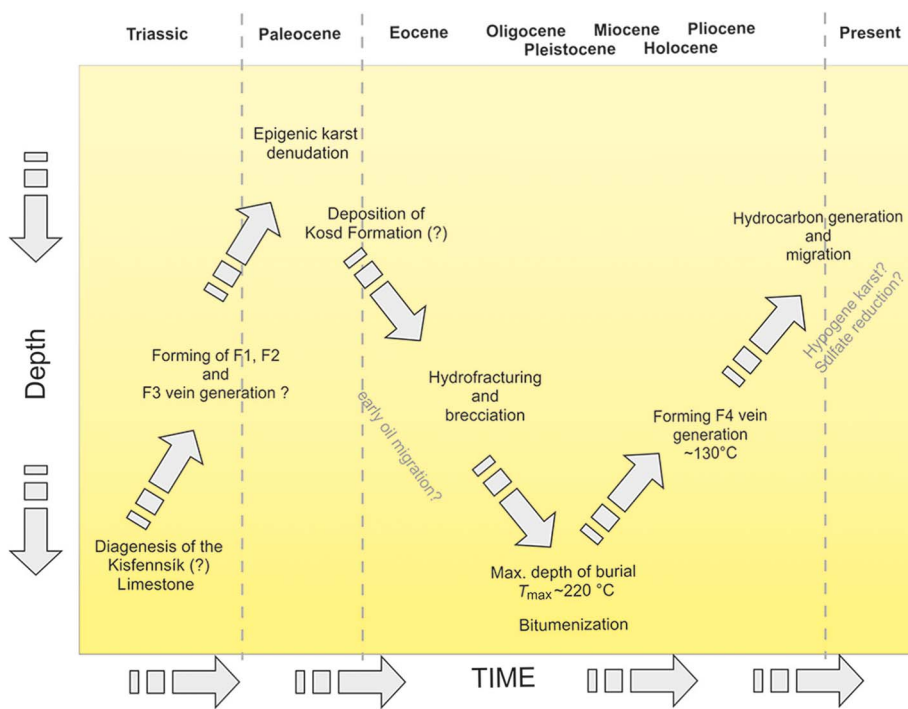 Triassic
Paleocene
Eocene
Oligocene
Miocene
Pliocene
Pleistocene
Holocene
Present
Epigenic karst
denudation
Deposition of
Kosd Formation (?)
Hydrocarbon generation
and
migration
Hypogene karst?
Sulfate reduction?
Depth
Forming of F1, F2
and
F3 vein generation ?
Hydrofracturing
and
brecciation
early oil migration?
Forming F4 vein
generation
~130°C
Diagenesis of the
Kisfennsík (?)
Limestone
Max. depth of burial
Tmax ~220 °C
Bitumenization
TIME